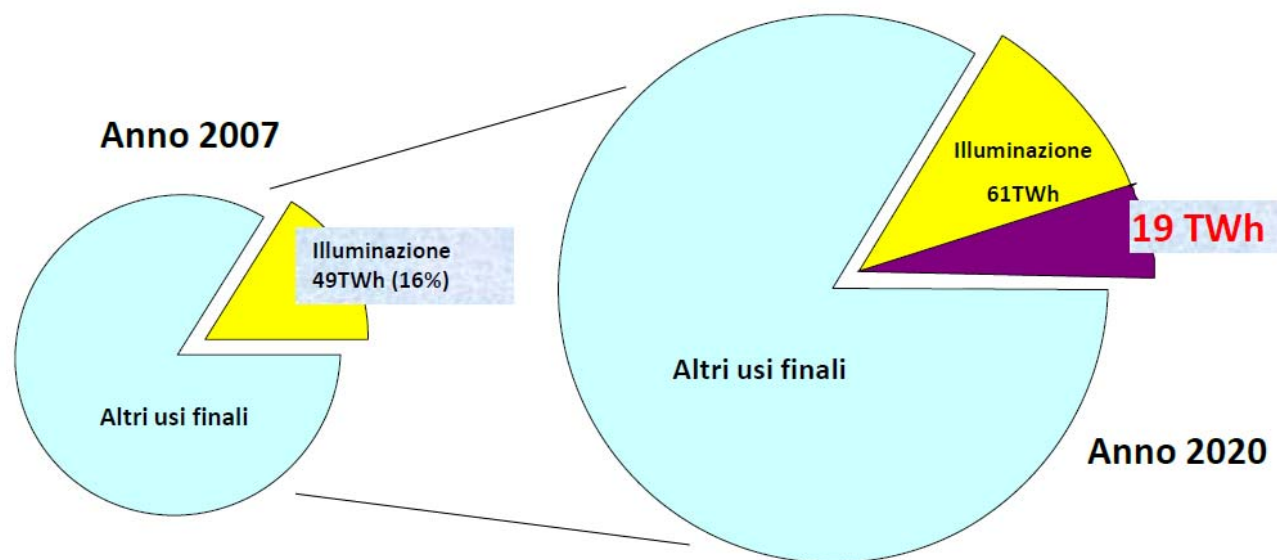 Anno 2007
Illuminazione
49TWh (16%)
Altri usi finali
Illuminazione
61TWh
19 TWh
Altri usi finali
Anno 2020